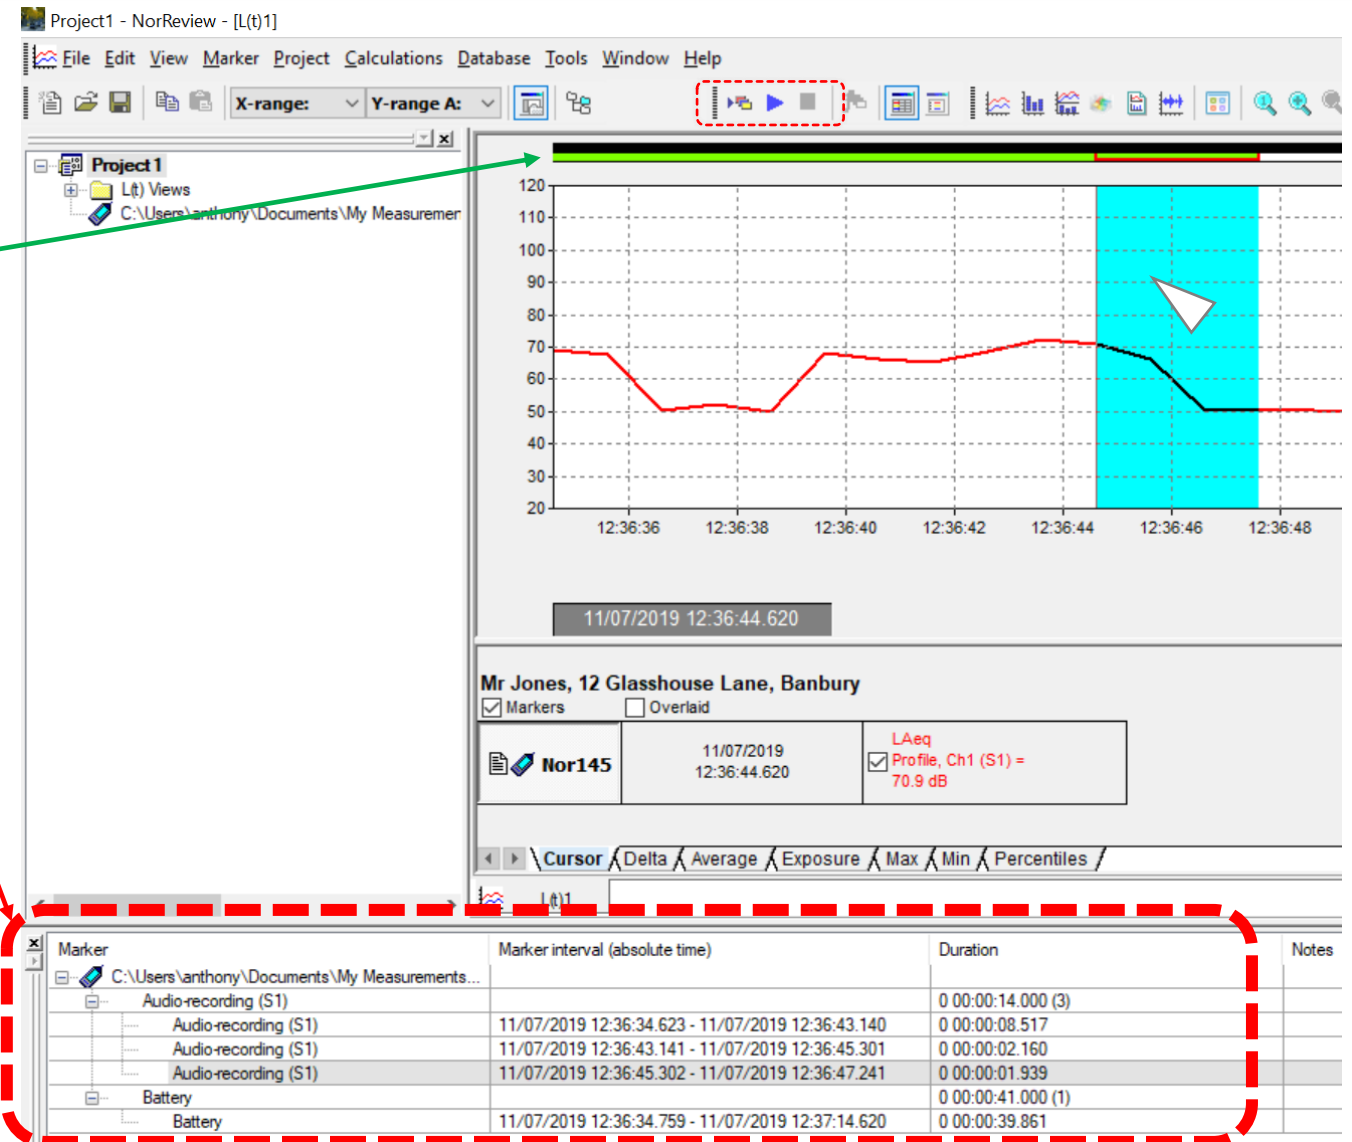 Project1 - NorReview - [L(t)1]
File Edit View Marker Project Calculations Database Tools Window Help
X-range: Y-range A:
Project1
L(t) Views
C:\Users\anthony\Documents\My Measuremer
120
110
100
90
80
70
60
50
40
30
20
12:36:36 12:36:38 12:36:40 12:36:42 12:36:44 12:36:46 12:36:48
11/07/2019 12:36:44.620
Mr Jones, 12 Glasshouse Lane, Banbury
Markers Overlaid
Nor145
11/07/2019
12:36:44.620
LAeq
Profile, Ch1 (S1) =
70.9 dB
Cursor Delta Average Exposure Max Min Percentiles
L(t)1
Marker Marker interval (absolute time) Duration Notes
C:\Users\anthony\Documents\My Measurements...
Audio-recording (S1) 0 00:00:14.000 (3)
Audio-recording (S1) 11/07/2019 12:36:34.623 - 11/07/2019 12:36:43.140 0 00:00:08.517
Audio-recording (S1) 11/07/2019 12:36:43.141 - 11/07/2019 12:36:45.301 0 00:00:02.160
Audio-recording (S1) 11/07/2019 12:36:45.302 - 11/07/2019 12:36:47.241 0 00:00:01.939
Battery 0 00:00:41.000 (1)
Battery 11/07/2019 12:36:34.759 - 11/07/2019 12:37:14.620 0 00:00:39.861